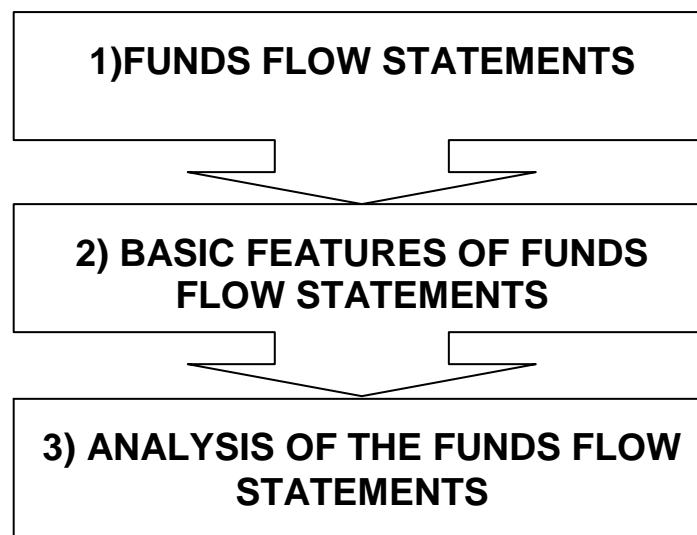 1)FUNDS FLOW STATEMENTS
2) BASIC FEATURES OF FUNDS
FLOW STATEMENTS
3) ANALYSIS OF THE FUNDS FLOW
STATEMENTS